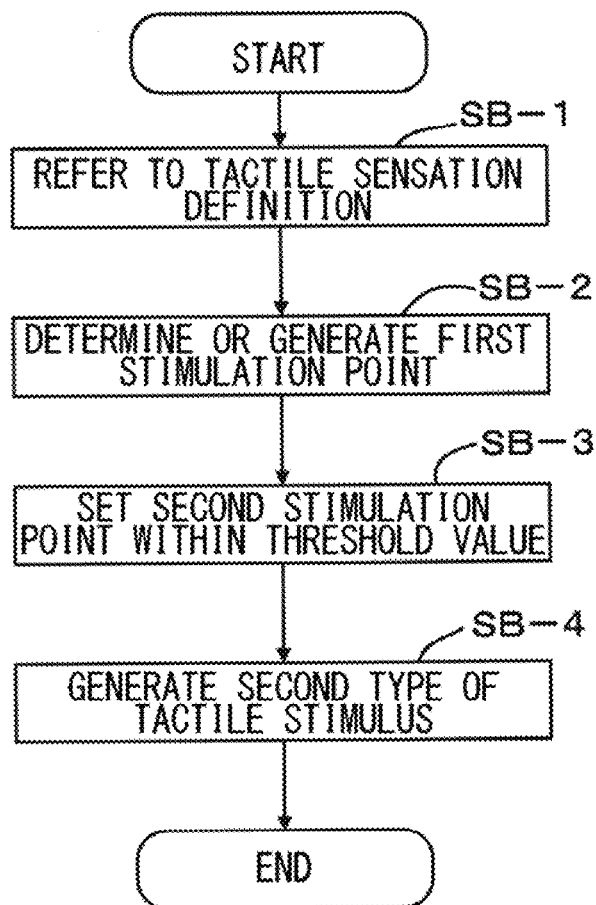 START
SB-1
REFER TO TACTILE SENSATION
DEFINITION
SB-2
DETERMINE OR GENERATE FIRST
STIMULATION POINT
SB-3
SET SECOND STIMULATION
POINT WITHIN THRESHOLD VALUE
SB-4
GENERATE SECOND TYPE OF
TACTILE STIMULUS
END